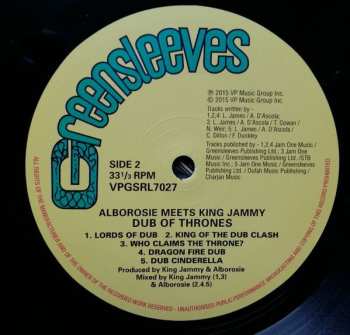 Greensleeves
℗ 2015 VP Music Group Inc.
© 2015 VP Music Group Inc.
Tracks written by -
1,2,4: L. James / A. D'Ascola;
3: L. James / A. D'Ascola / T. Cowan /
N. Weir; 5: L. James / A. D'Ascola /
C. Dillon / F. Duckley
SIDE 2
33 1/3 RPM
VPGSRL7027
Tracks published by - 1,2,4 Jam One Music /
Greensleeves Publishing Ltd.; 3 Jam One
Music / Greensleeves Publishing Ltd./STB
Music Inc.; 5 Jam One Music / Greensleeves
Publishing Ltd. / Dufah Music Publishing /
Charjan Music
ALBOROSIE MEETS KING JAMMY
DUB OF THRONES
1. LORDS OF DUB 2. KING OF THE DUB CLASH
3. WHO CLAIMS THE THRONE?
4. DRAGON FIRE DUB
5. DUB CINDERELLA
Produced by King Jammy & Alborosie
Mixed by King Jammy (1,3)
& Alborosie (2.4.5)
ALL RIGHTS OF THE MANUFACTURER AND OF THE OWNER OF THE RECORDED WORK RESERVED - UNAUTHORISED PUBLIC PERFORMANCE BROADCASTING AND COPYING OF THIS RECORD PROHIBITED